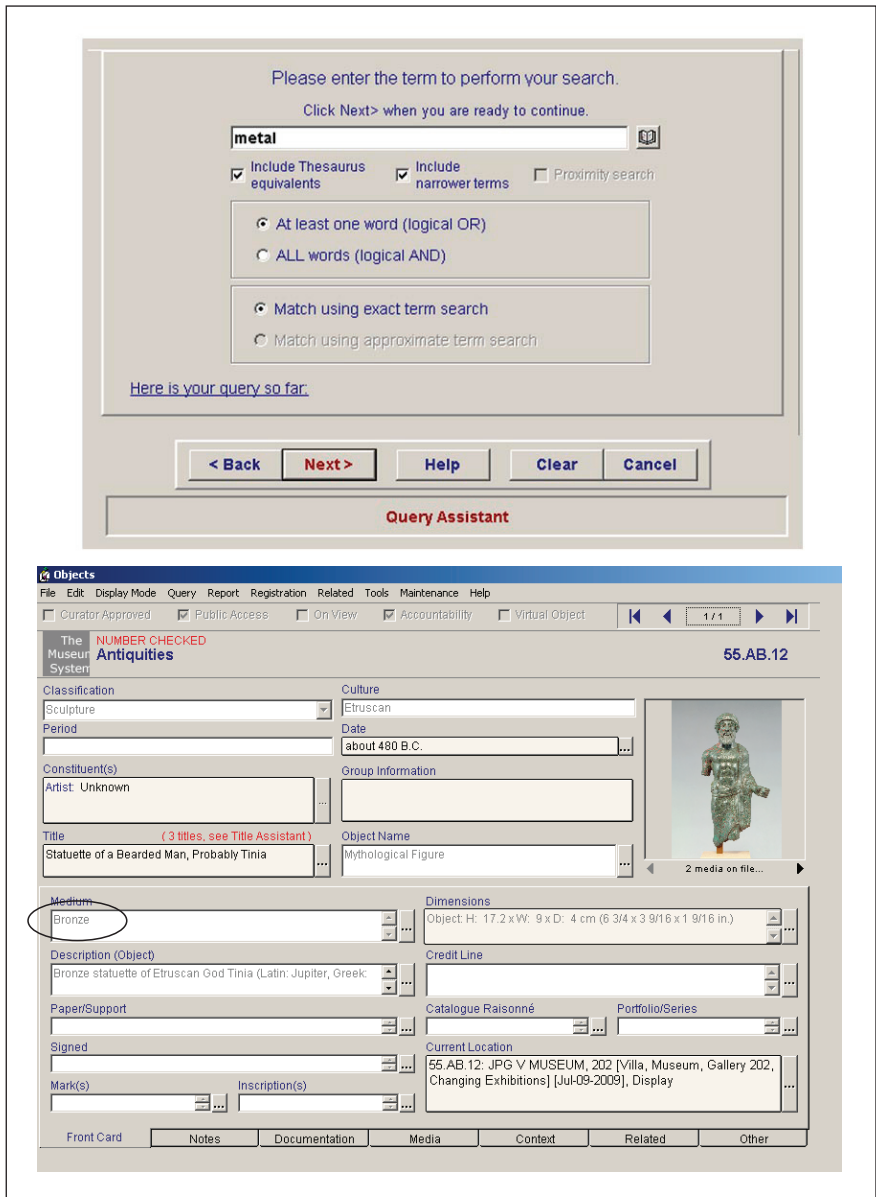 Please enter the term to perform your search.
Click Next> when you are ready to continue.
metal
Include Thesaurus equivalents
Include narrower terms
Proximity search
At least one word (logical OR)
ALL words (logical AND)
Match using exact term search
Match using approximate term search
Here is your query so far:
< Back Next > Help Clear Cancel
Query Assistant
Objects
File Edit Display Mode Query Report Registration Related Tools Maintenance Help
Curator Approved Public Access On View Accountability Virtual Object 1 / 1
The Museum System
NUMBER CHECKED
Antiquities 55.AB.12
Classification Culture
Sculpture Etruscan
Period Date
about 480 B.C. ...
Constituent(s) Group Information
Artist: Unknown ...
Title ( 3 titles, see Title Assistant ) Object Name
Statuette of a Bearded Man, Probably Tinia ... Mythological Figure ...
2 media on file...
Medium Dimensions
Bronze ... Object: H: 17.2 x W: 9 x D: 4 cm (6 3/4 x 3 9/16 x 1 9/16 in.) ...
Description (Object) Credit Line
Bronze statuette of Etruscan God Tinia (Latin: Jupiter, Greek: ... ...
Paper/Support Catalogue Raisonné Portfolio/Series
... ... ...
Signed Current Location
... 55.AB.12: JPG V MUSEUM, 202 [Villa, Museum, Gallery 202,
Changing Exhibitions] [Jul-09-2009], Display ...
Mark(s) Inscription(s)
... ...
Front Card Notes Documentation Media Context Related Other